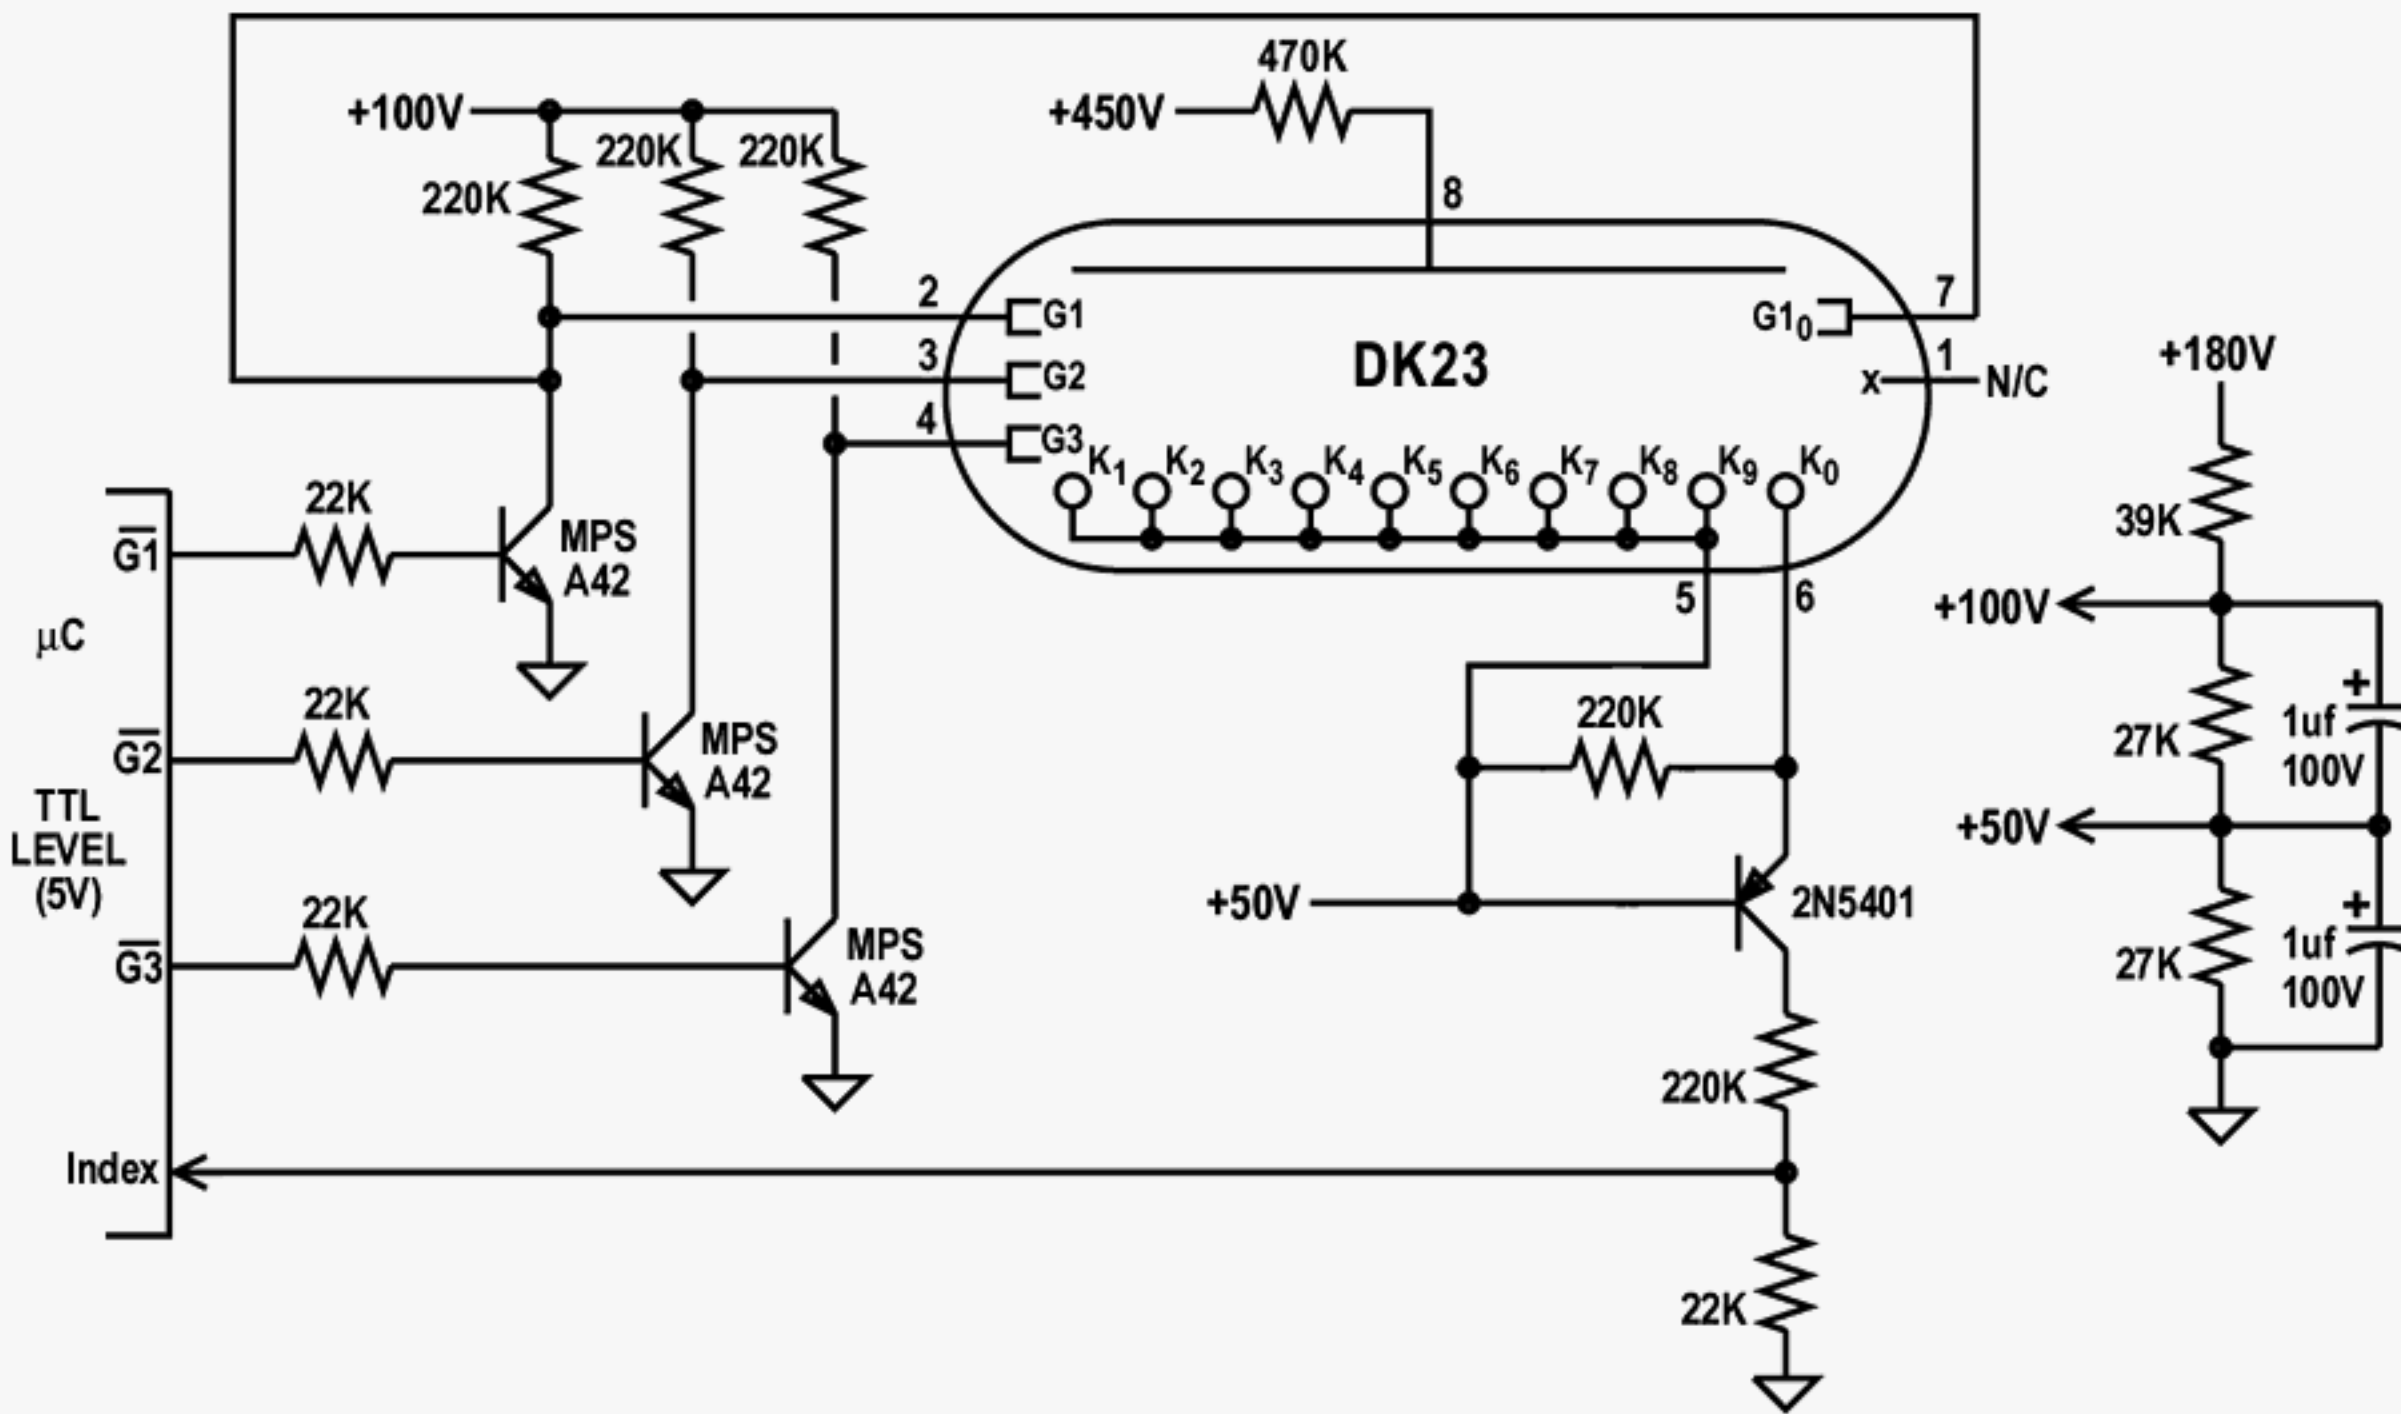 470K
+100V
+450V
220K
220K
220K
8
2
G1
G1₀
7
3
G2
DK23
1
x
N/C
+180V
4
G3
K₁
K₂
K₃
K₄
K₅
K₆
K₇
K₈
K₉
K₀
22K
39K
G̅1̅
MPS
A42
5
6
+100V
μC
22K
220K
+
1uf
100V
27K
G̅2̅
MPS
A42
TTL
LEVEL
(5V)
+50V
22K
+50V
2N5401
+
1uf
100V
27K
G̅3̅
MPS
A42
220K
Index
22K